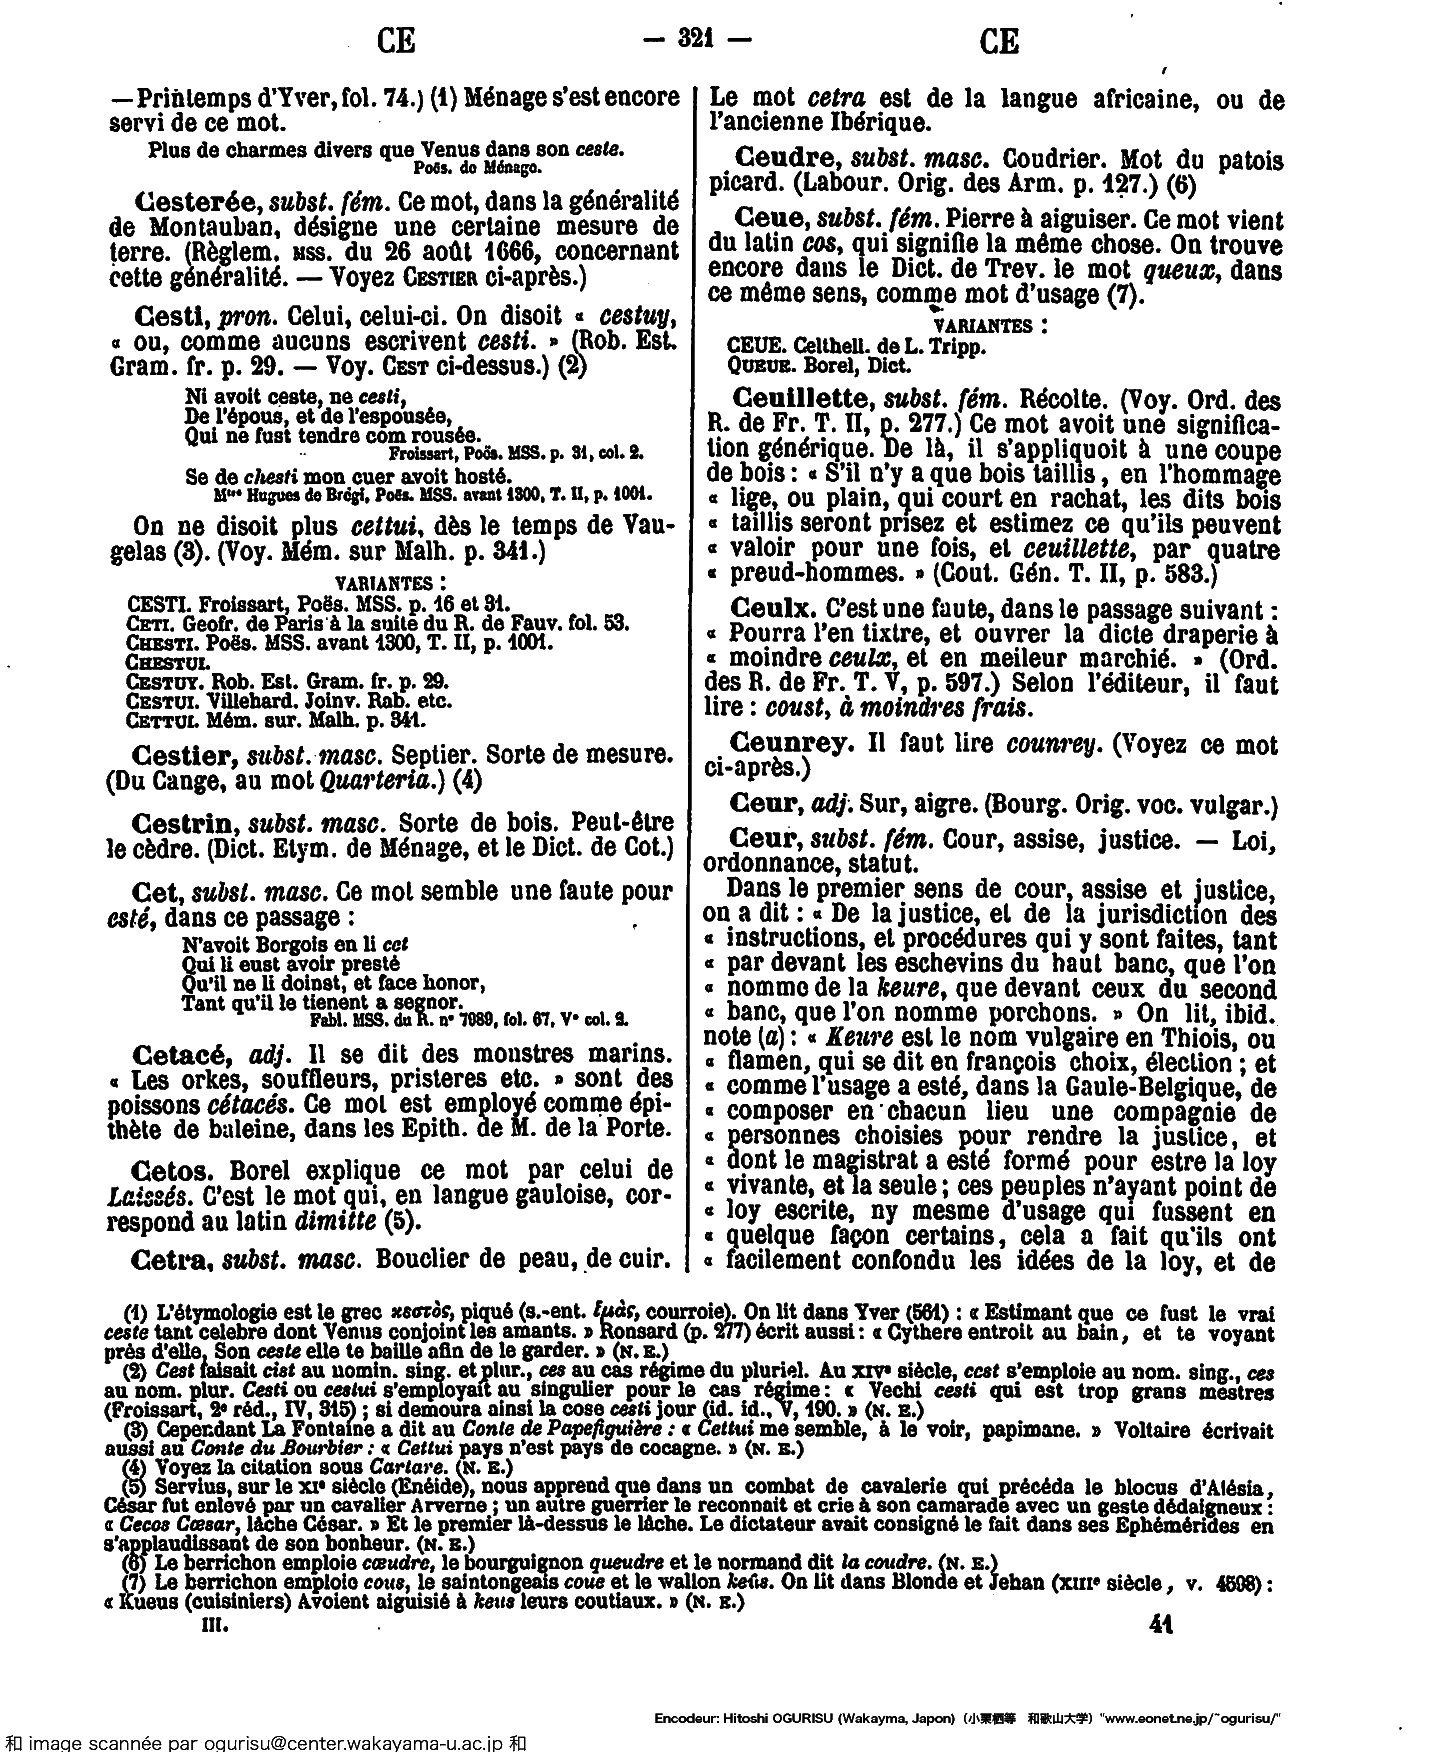 CE — 321 — CE
— Printemps d'Yver, fol. 74.) (1) Ménage s'est encore
servi de ce mot.
Plus de charmes divers que Venus dans son ceste.
Poës. de Ménage.
Cesterée, subst. fém. Ce mot, dans la généralité
de Montauban, désigne une certaine mesure de
terre. (Règlem. MSS. du 26 août 1666, concernant
cette généralité. — Voyez CESTIER ci-après.)
Cesti, pron. Celui, celui-ci. On disoit « cestuy,
« ou, comme aucuns escrivent cesti. » (Rob. Est.
Gram. fr. p. 29. — Voy. CEST ci-dessus.) (2)
Ni avoit ceste, ne cesti,
De l'épous, et de l'espousée,
Qui ne fust tendre com rousée.
Froissart, Poës. MSS. p. 31, col. 2.
Se de chesti mon cuer avoit hosté.
Mtre Hugues de Brégi, Poës. MSS. avant 1300, T. II, p. 1001.
On ne disoit plus cettui, dès le temps de Vau-
gelas (3). (Voy. Mém. sur Malh. p. 341.)
VARIANTES :
CESTI. Froissart, Poës. MSS. p. 16 et 31.
CETI. Geofr. de Paris à la suite du R. de Fauv. fol. 53.
CHESTI. Poës. MSS. avant 1300, T. II, p. 1001.
CHESTUI.
CESTUY. Rob. Est. Gram. fr. p. 29.
CESTUI. Villehard. Joinv. Rab. etc.
CETTUI. Mém. sur. Malh. p. 341.
Cestier, subst. masc. Septier. Sorte de mesure.
(Du Cange, au mot Quarteria.) (4)
Cestrin, subst. masc. Sorte de bois. Peut-être
le cèdre. (Dict. Etym. de Ménage, et le Dict. de Cot.)
Cet, subst. masc. Ce mot semble une faute pour
esté, dans ce passage :
N'avoit Borgois en li cet
Qui li eust avoir presté
Qu'il ne li doinst, et face honor,
Tant qu'il le tienent a segnor.
Fabl. MSS. du R. n° 7989, fol. 67, V° col. 2.
Cetacé, adj. Il se dit des monstres marins.
« Les orkes, souffleurs, pristeres etc. » sont des
poissons cétacés. Ce mot est employé comme épi-
thète de baleine, dans les Epith. de M. de la Porte.
Cetos. Borel explique ce mot par celui de
Laissés. C'est le mot qui, en langue gauloise, cor-
respond au latin dimitte (5).
Cetra, subst. masc. Bouclier de peau, de cuir.
Le mot cetra est de la langue africaine, ou de
l'ancienne Ibérique.
Ceudre, subst. masc. Coudrier. Mot du patois
picard. (Labour. Orig. des Arm. p. 127.) (6)
Ceue, subst. fém. Pierre à aiguiser. Ce mot vient
du latin cos, qui signifie la même chose. On trouve
encore dans le Dict. de Trev. le mot queux, dans
ce même sens, comme mot d'usage (7).
VARIANTES :
CEUE. Celthell. de L. Tripp.
QUEUE. Borel, Dict.
Ceuillette, subst. fém. Récolte. (Voy. Ord. des
R. de Fr. T. II, p. 277.) Ce mot avoit une significa-
tion générique. De là, il s'appliquoit à une coupe
de bois : « S'il n'y a que bois taillis, en l'hommage
« lige, ou plain, qui court en rachat, les dits bois
« taillis seront prisez et estimez ce qu'ils peuvent
« valoir pour une fois, et ceuillette, par quatre
« preud-hommes. » (Cout. Gén. T. II, p. 583.)
Ceulx. C'est une faute, dans le passage suivant :
« Pourra l'en tixtre, et ouvrer la dicte draperie à
« moindre ceulx, et en meileur marchié. » (Ord.
des R. de Fr. T. V, p. 597.) Selon l'éditeur, il faut
lire : coust, à moindres frais.
Ceunrey. Il faut lire counrey. (Voyez ce mot
ci-après.)
Ceur, adj. Sur, aigre. (Bourg. Orig. voc. vulgar.)
Ceur, subst. fém. Cour, assise, justice. — Loi,
ordonnance, statut.
Dans le premier sens de cour, assise et justice,
on a dit : « De la justice, et de la jurisdiction des
« instructions, et procédures qui y sont faites, tant
« par devant les eschevins du haut banc, que l'on
« nomme de la keure, que devant ceux du second
« banc, que l'on nomme porchons. » On lit, ibid.
note (a) : « Keure est le nom vulgaire en Thiois, ou
« flamen, qui se dit en françois choix, élection ; et
« comme l'usage a esté, dans la Gaule-Belgique, de
« composer en chacun lieu une compagnie de
« personnes choisies pour rendre la justice, et
« dont le magistrat a esté formé pour estre la loy
« vivante, et la seule ; ces peuples n'ayant point de
« loy escrite, ny mesme d'usage qui fussent en
« quelque façon certains, cela a fait qu'ils ont
« facilement confondu les idées de la loy, et de
(1) L'étymologie est le grec κεστὸς, piqué (s.-ent. ἱμὰς, courroie). On lit dans Yver (561) : « Estimant que ce fust le vrai
ceste tant celebre dont Venus conjoint les amants. » Ronsard (p. 277) écrit aussi : « Cythere entroit au bain, et te voyant
près d'elle, Son ceste elle te baille afin de le garder. » (N. E.)
(2) Cest faisait cist au nomin. sing. et plur., ces au cas régime du pluriel. Au XIVe siècle, cest s'emploie au nom. sing., ces
au nom. plur. Cesti ou cestui s'employait au singulier pour le cas régime : « Vechi cesti qui est trop grans mestres
(Froissart, 2e réd., IV, 315) ; si demoura ainsi la cose cesti jour (id. id., V, 190. » (N. E.)
(3) Cependant La Fontaine a dit au Conte de Papefiguière : « Cettui me semble, à le voir, papimane. » Voltaire écrivait
aussi au Conte du Bourbier : « Cettui pays n'est pays de cocagne. » (N. E.)
(4) Voyez la citation sous Cartare. (N. E.)
(5) Servius, sur le XIe siècle (Enéide), nous apprend que dans un combat de cavalerie qui précéda le blocus d'Alésia,
César fut enlevé par un cavalier Arverne ; un autre guerrier le reconnait et crie à son camarade avec un geste dédaigneux :
« Cecos Cæsar, lâche César. » Et le premier là-dessus le lâche. Le dictateur avait consigné le fait dans ses Ephémérides en
s'applaudissant de son bonheur. (N. E.)
(6) Le berrichon emploie cœudre, le bourguignon queudre et le normand dit la coudre. (N. E.)
(7) Le berrichon emploie cous, le saintongeais coue et le wallon keûs. On lit dans Blonde et Jehan (XIIIe siècle, v. 4598) :
« Kueus (cuisiniers) Avoient aiguisié à keus leurs coutiaux. » (N. E.)
III. 41
Encodeur: Hitoshi OGURISU (Wakayma, Japon) (小栗栖等 和歌山大学) "www.eonet.ne.jp/~ogurisu/"
和 image scannée par ogurisu@center.wakayama-u.ac.jp 和